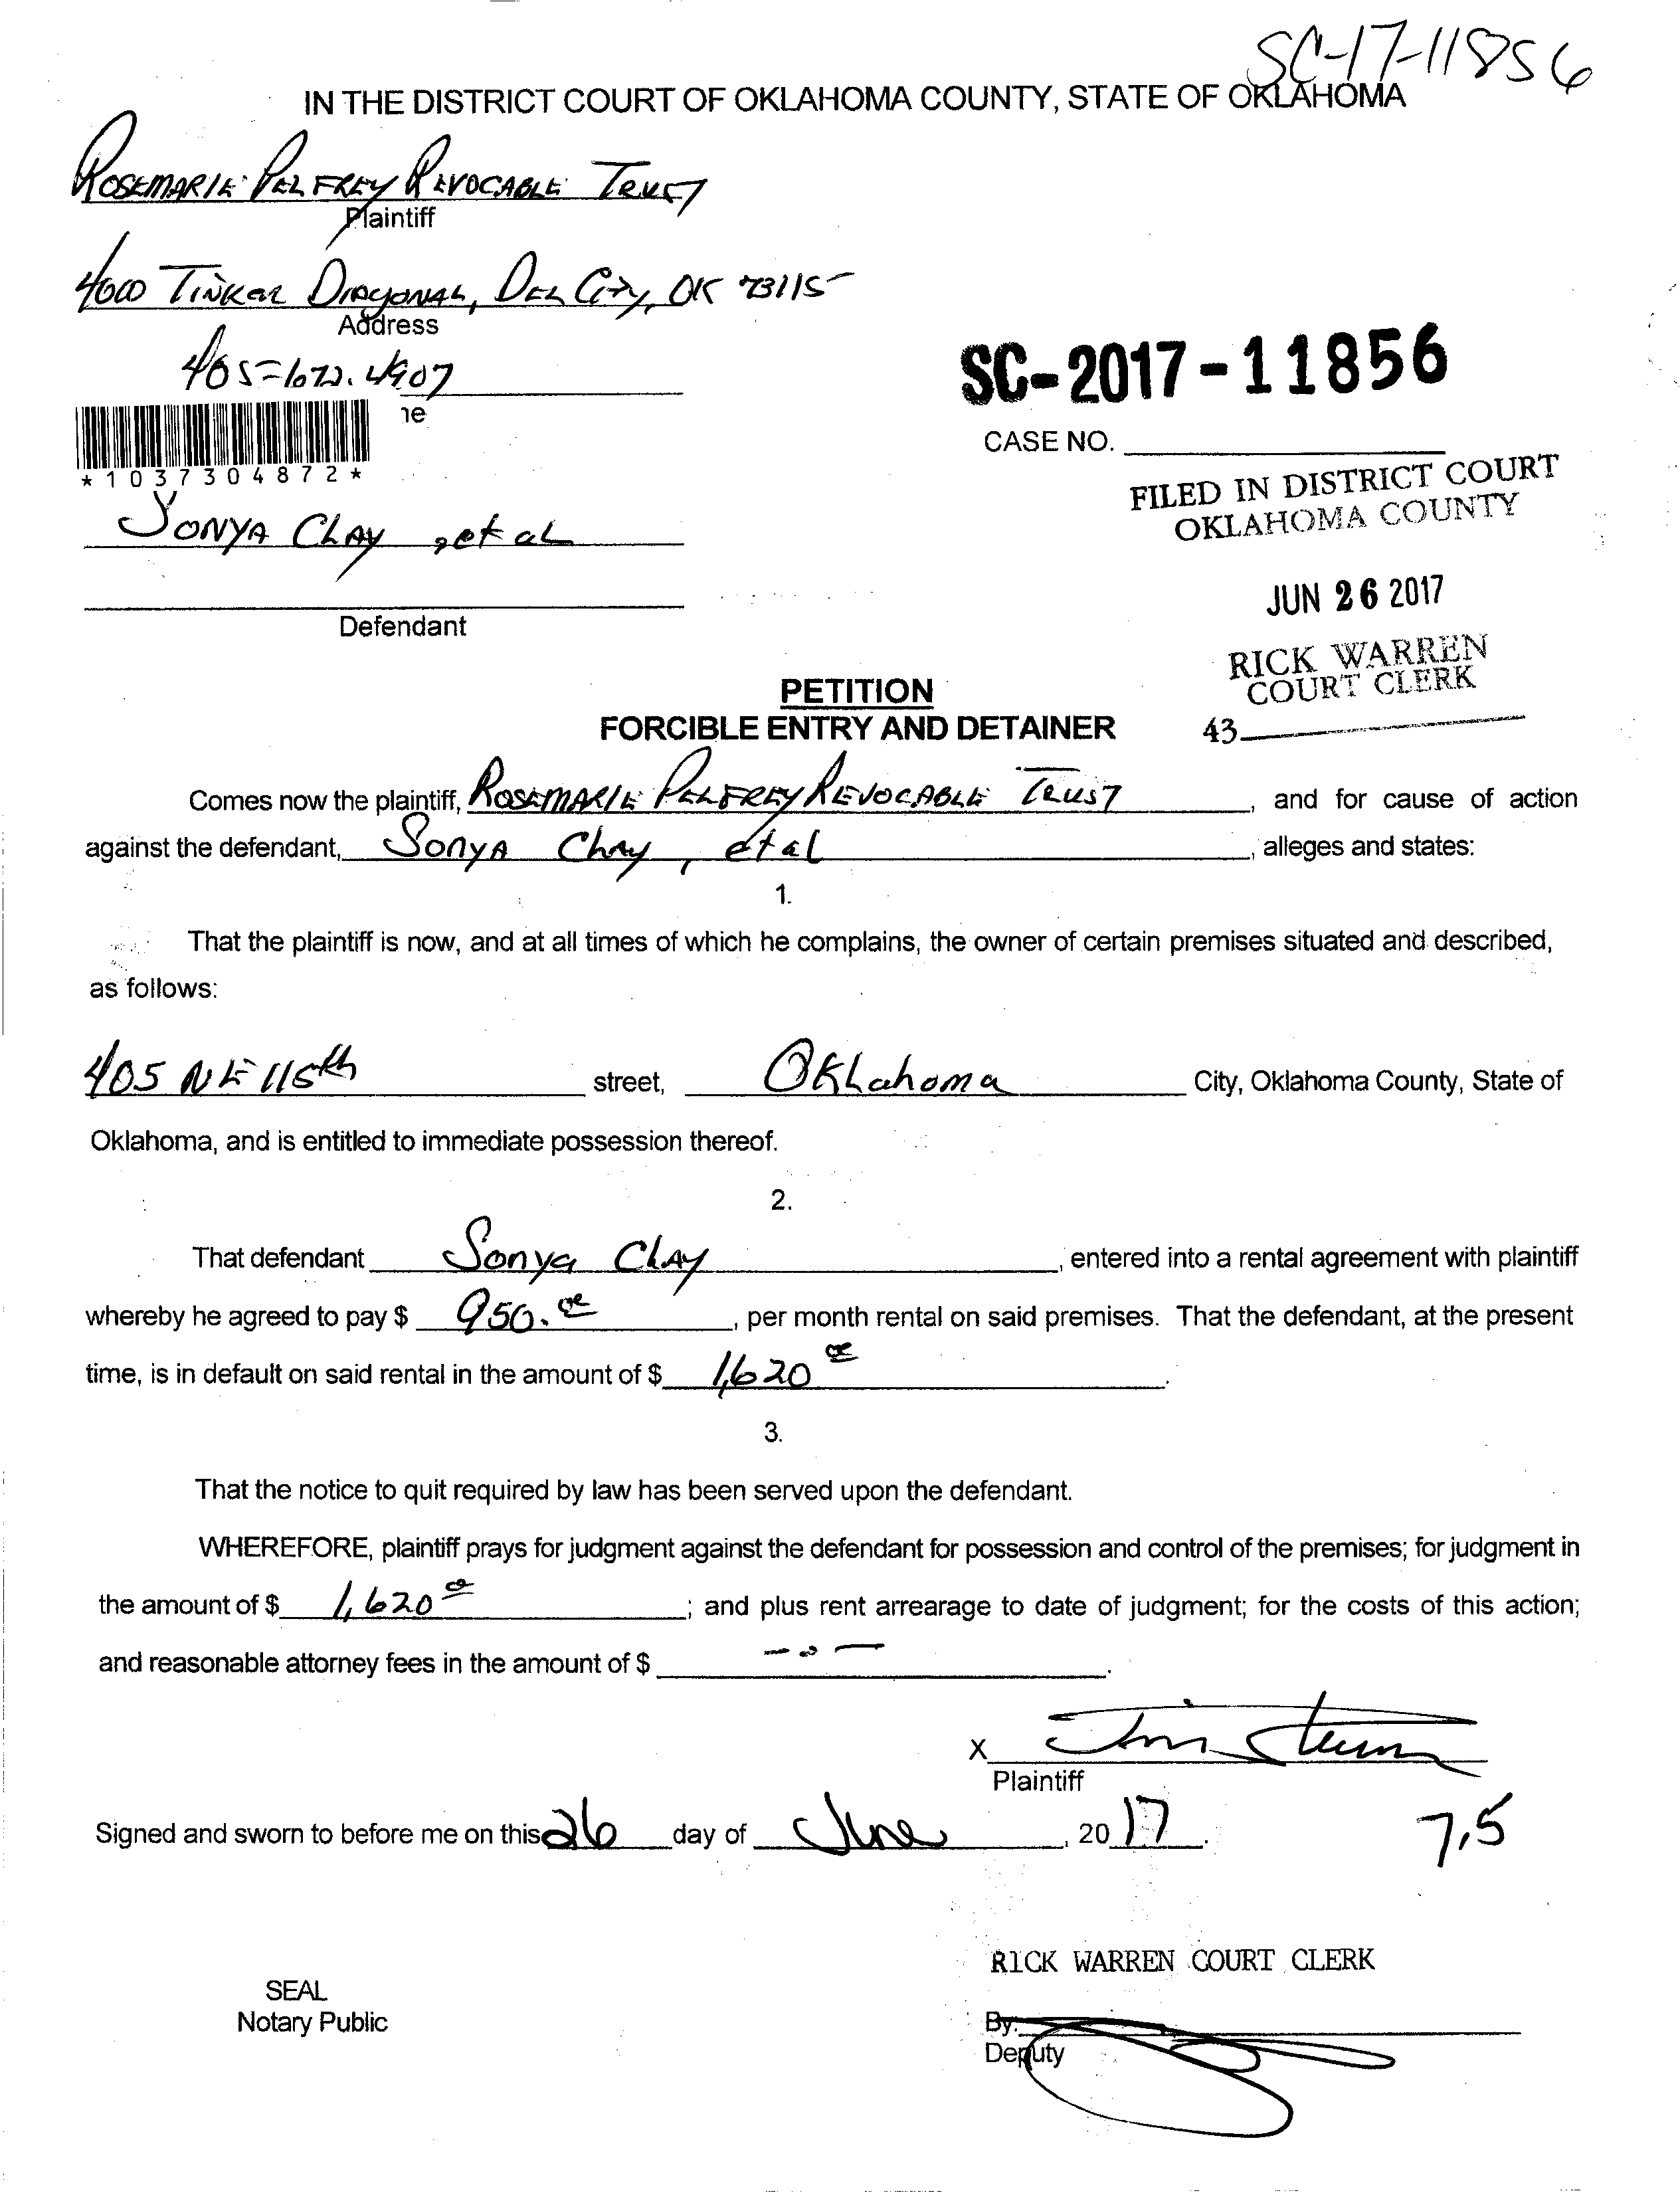 SC-17-11856
IN THE DISTRICT COURT OF OKLAHOMA COUNTY, STATE OF OKLAHOMA
ROSEMARIE PELFREY REVOCABLE TRUST
Plaintiff
4000 TINKER DIAGONAL, DEL CITY, OK 73115
Address
405-672.4907
ne
*1037304872*
SC-2017-11856
CASE NO.
FILED IN DISTRICT COURT
OKLAHOMA COUNTY
SONYA CLAY, et al
JUN 26 2017
Defendant
RICK WARREN
COURT CLERK
43
PETITION
FORCIBLE ENTRY AND DETAINER
Comes now the plaintiff, ROSEMARIE PELFREY REVOCABLE TRUST, and for cause of action
against the defendant, SONYA CLAY, et al, alleges and states:
1.
That the plaintiff is now, and at all times of which he complains, the owner of certain premises situated and described,
as follows:
405 NE 115th street, Oklahoma City, Oklahoma County, State of
Oklahoma, and is entitled to immediate possession thereof.
2.
That defendant Sonya Clay, entered into a rental agreement with plaintiff
whereby he agreed to pay $ 950.00, per month rental on said premises. That the defendant, at the present
time, is in default on said rental in the amount of $ 1,620 00.
3.
That the notice to quit required by law has been served upon the defendant.
WHEREFORE, plaintiff prays for judgment against the defendant for possession and control of the premises; for judgment in
the amount of $ 1,620 00; and plus rent arrearage to date of judgment; for the costs of this action;
and reasonable attorney fees in the amount of $ -0-.
X
Plaintiff
Signed and sworn to before me on this 26 day of June, 2017.
7,5
RICK WARREN COURT CLERK
SEAL
Notary Public
By:
Deputy